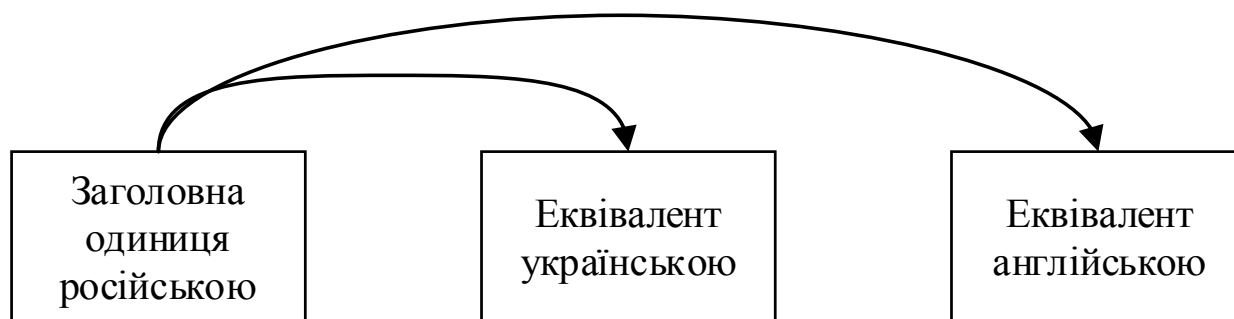 Заголовна
одиниця
російською
Еквівалент
українською
Еквівалент
англійською